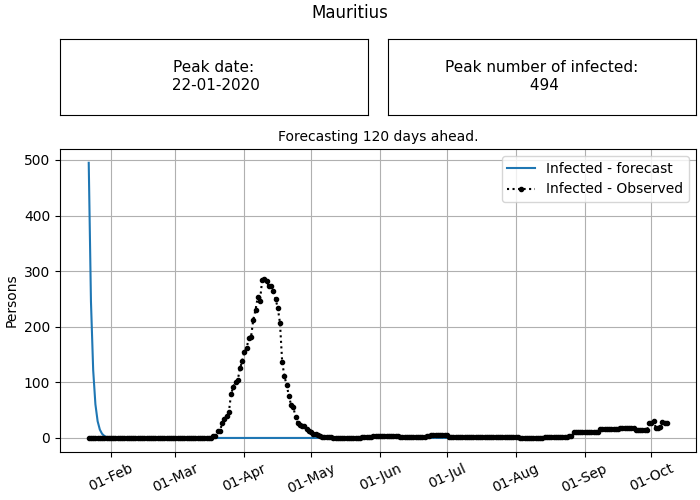 Mauritius
Peak date:
22-01-2020
Peak number of infected:
494
Forecasting 120 days ahead.
500
400
300
200
100
0
Persons
Infected - forecast
Infected - Observed
01-Feb
01-Mar
01-Apr
01-May
01-Jun
01-Jul
01-Aug
01-Sep
01-Oct